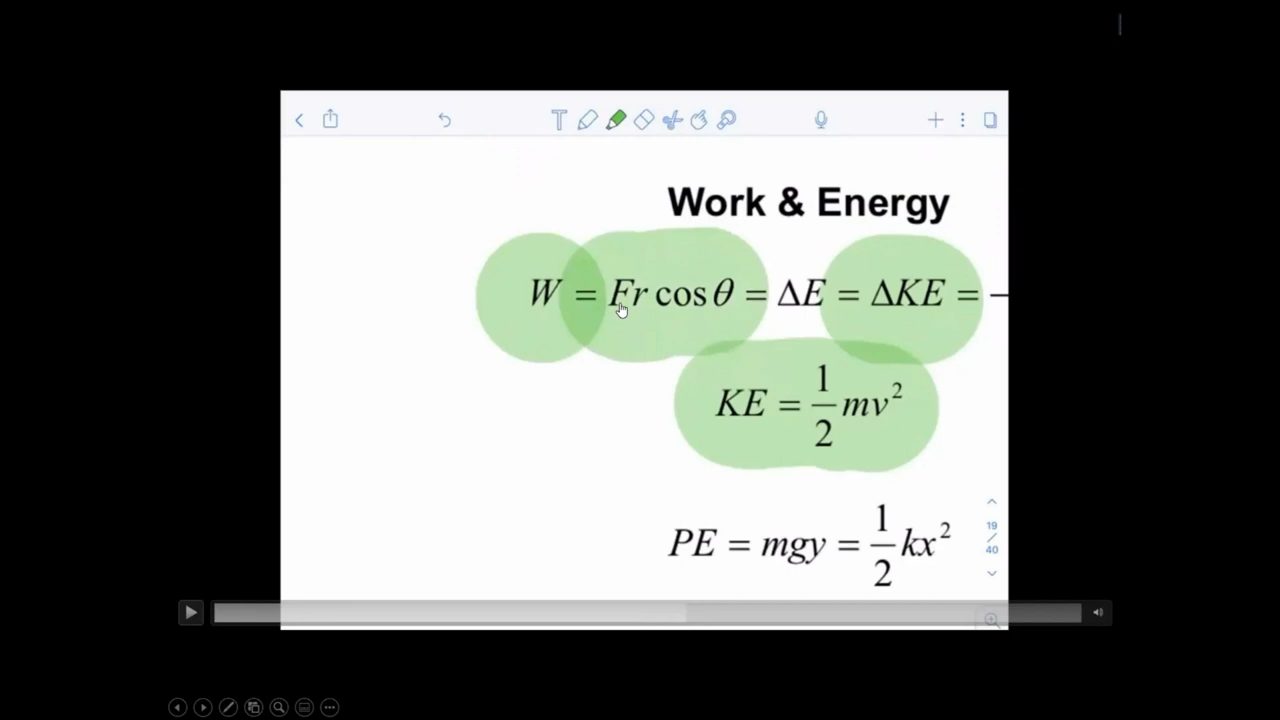 Work & Energy
W = Fr cos θ = ΔE = ΔKE = –
KE = 1/2 mv²
PE = mgy = 1/2 kx²
19
/
40